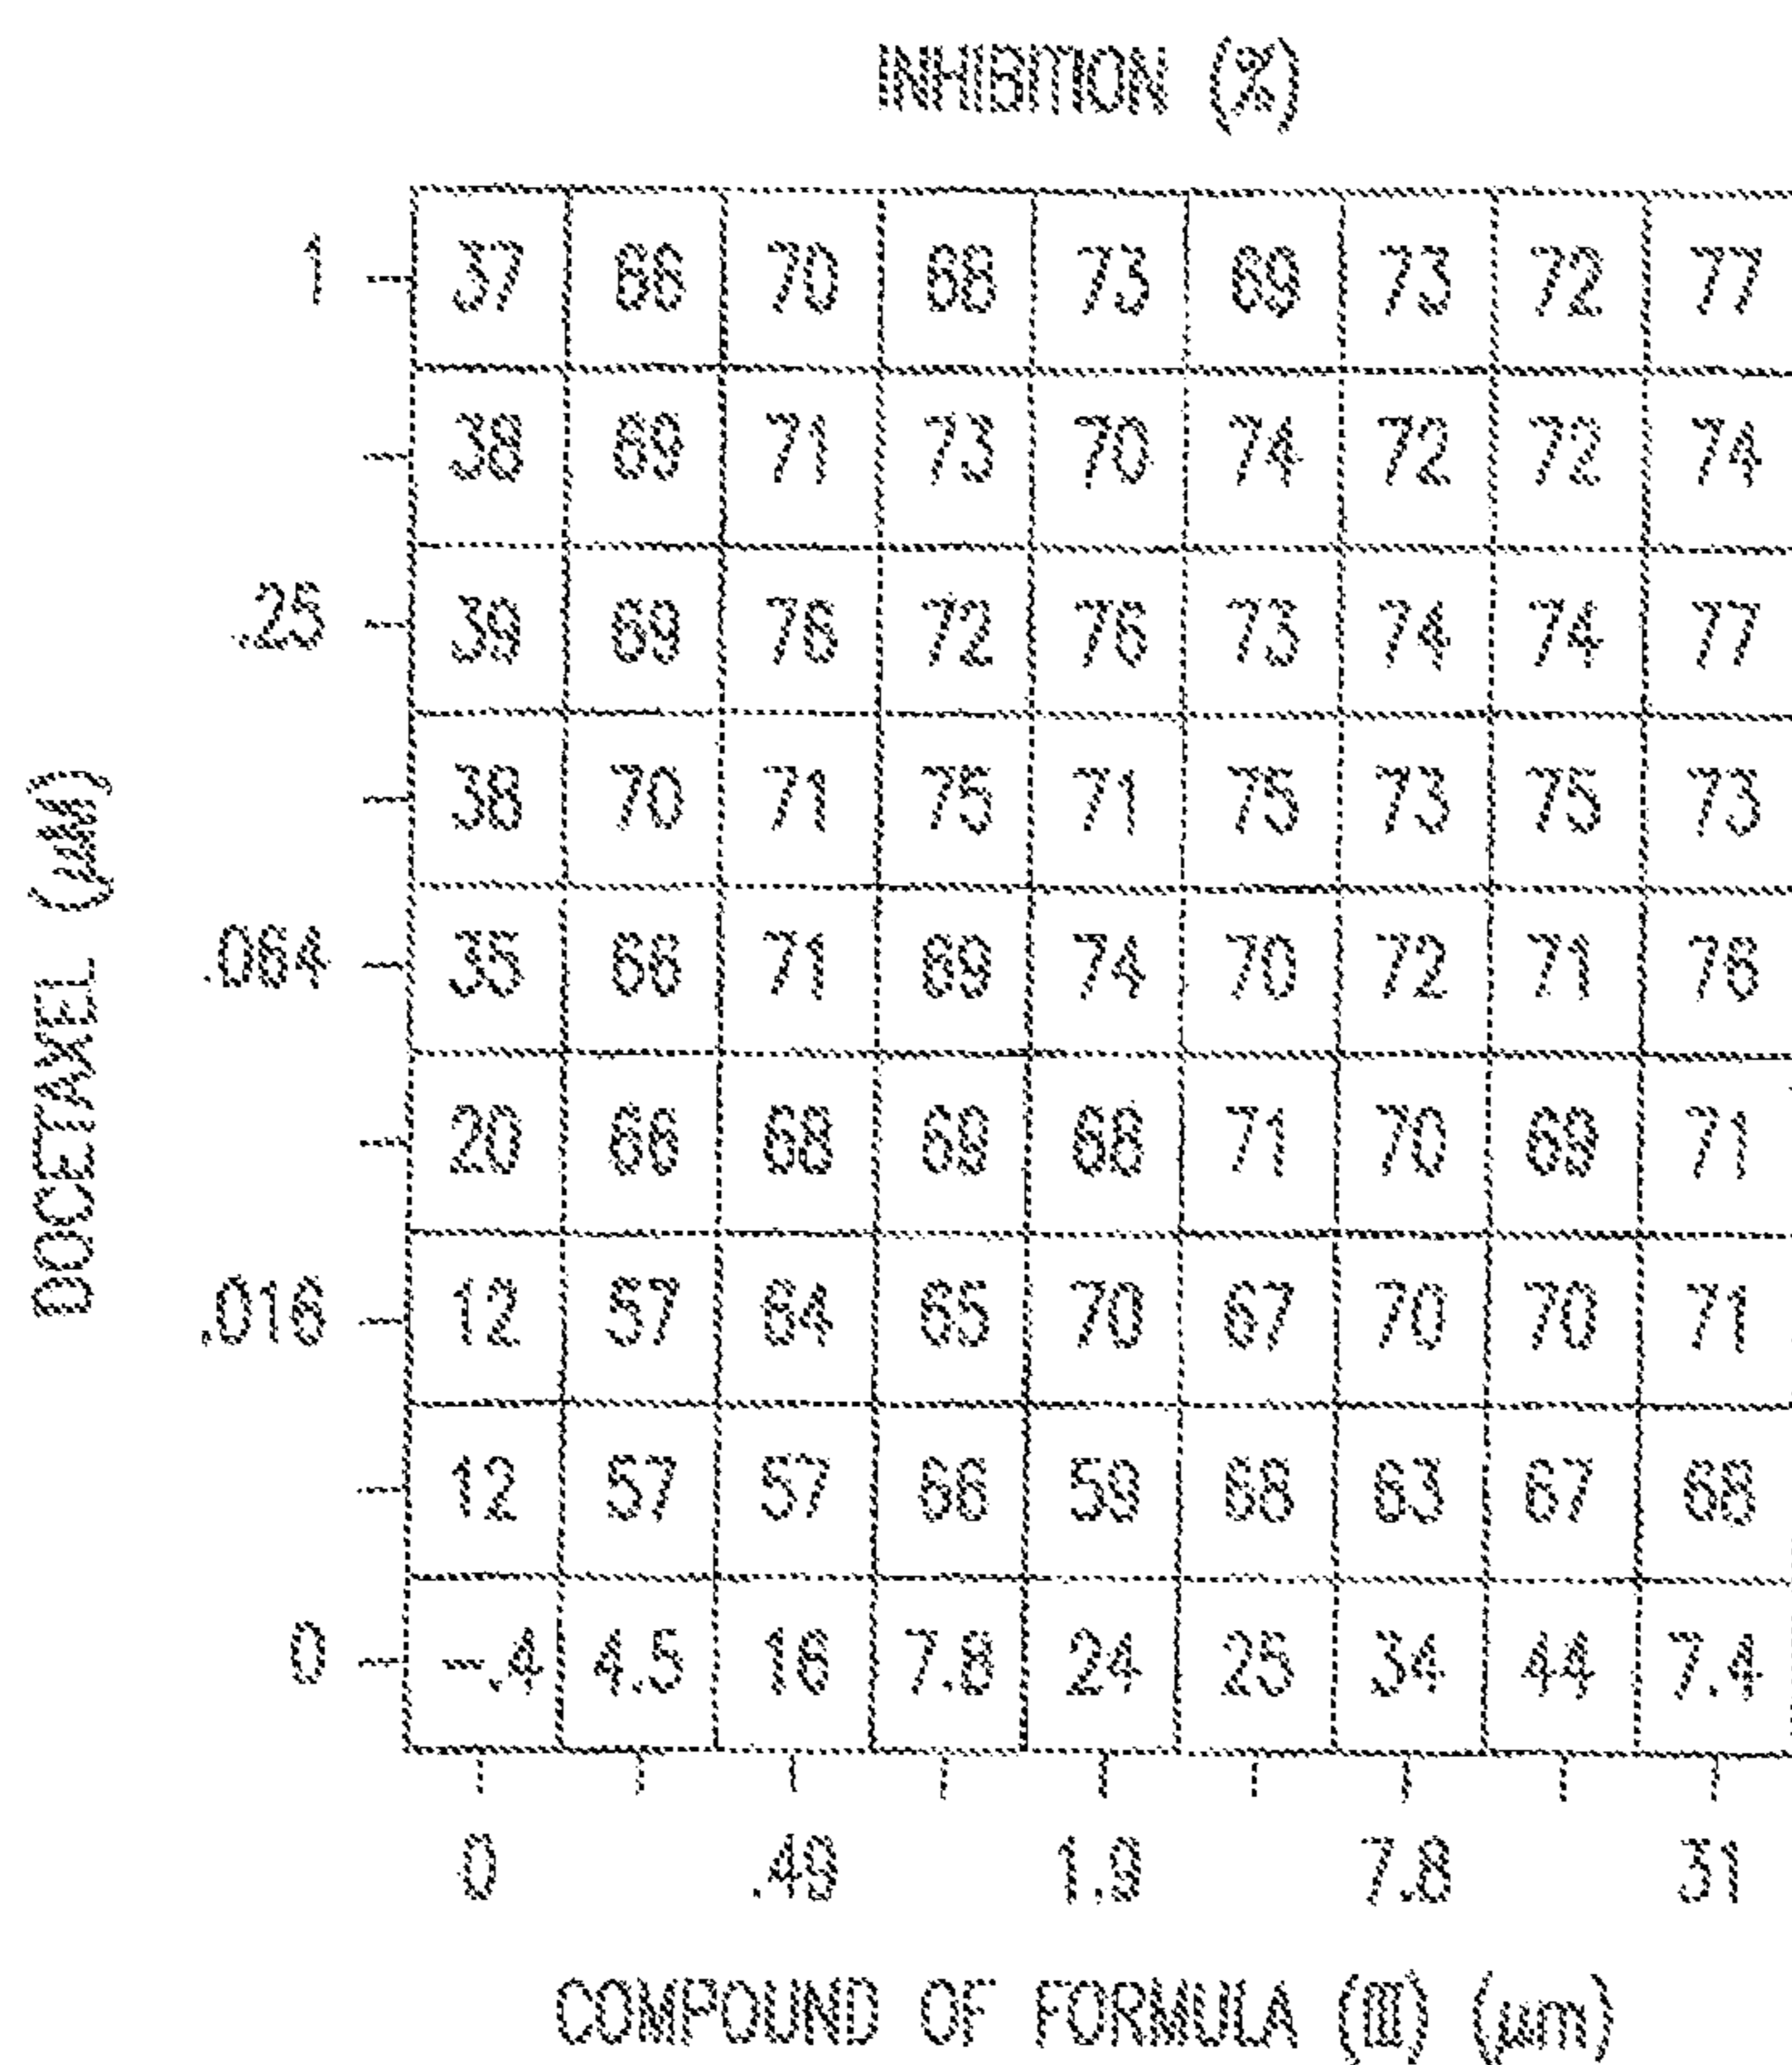 INHIBITION (%)
1 37 66 70 68 73 69 73 72 77
38 69 71 73 70 74 72 72 74
.25 39 69 76 72 76 73 74 74 77
38 70 71 75 71 75 73 75 73
.064 35 66 71 69 74 70 72 71 76
20 66 68 69 68 71 70 69 71
.016 12 57 64 65 70 67 70 70 71
12 57 57 66 59 68 63 67 68
0 -.4 4.5 16 7.8 24 25 34 44 7.4
0 .49 1.9 7.8 31
DOCETAXEL (µM)
COMPOUND OF FORMULA (III) (µm)